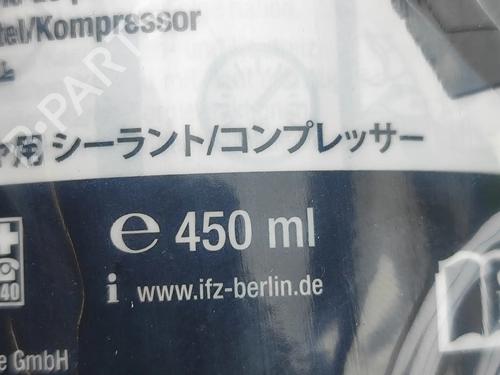 tel/Kompressor
用 シーラント/コンプレッサー
e 450 ml
i www.ifz-berlin.de
40
e GmbH